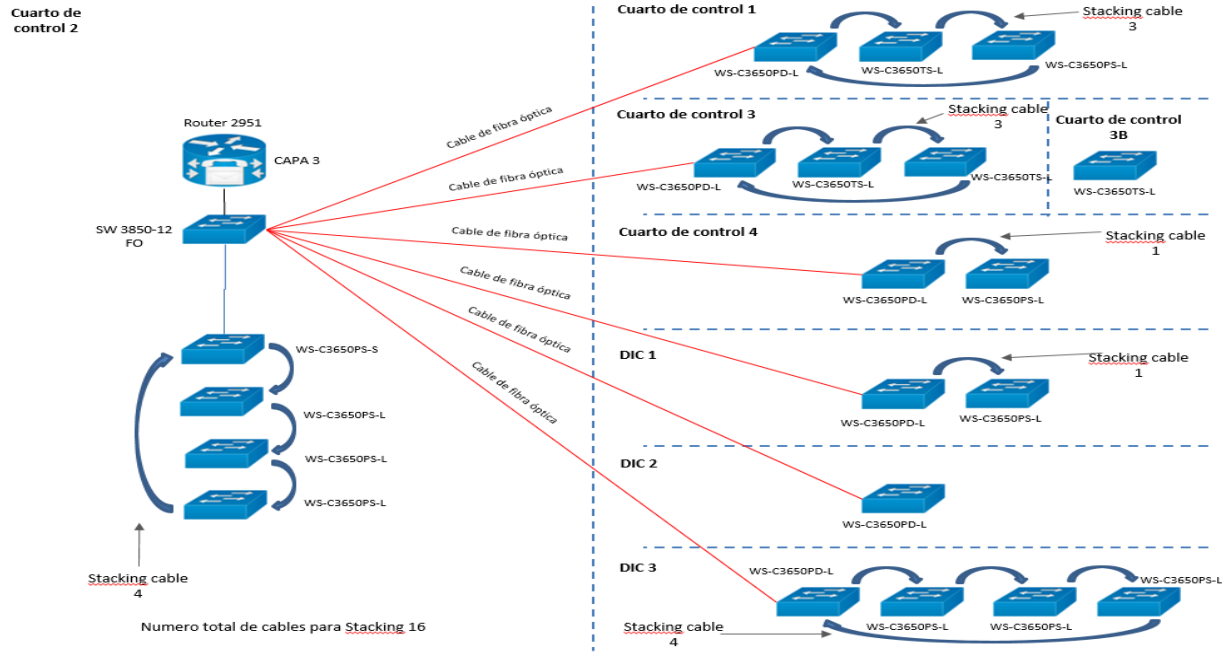 Cuarto de
control 2
Router 2951
CAPA 3
SW 3850-12
FO
WS-C3650PS-S
WS-C3650PS-L
WS-C3650PS-L
WS-C3650PS-L
Stacking cable
4
Numero total de cables para Stacking 16
Cable de fibra óptica
Cable de fibra óptica
Cable de fibra óptica
Cable de fibra óptica
Cable de fibra óptica
Cable de fibra óptica
Cuarto de control 1
Stacking cable
3
WS-C3650PD-L
WS-C3650TS-L
WS-C3650PS-L
Cuarto de control 3
Stacking cable
3
WS-C3650PD-L
WS-C3650TS-L
WS-C3650TS-L
Cuarto de control
3B
WS-C3650TS-L
Cuarto de control 4
Stacking cable
1
WS-C3650PD-L
WS-C3650PS-L
DIC 1
Stacking cable
1
WS-C3650PD-L
WS-C3650PS-L
DIC 2
WS-C3650PD-L
DIC 3
WS-C3650PD-L
WS-C3650PS-L
WS-C3650PS-L
WS-C3650PS-L
Stacking cable
4